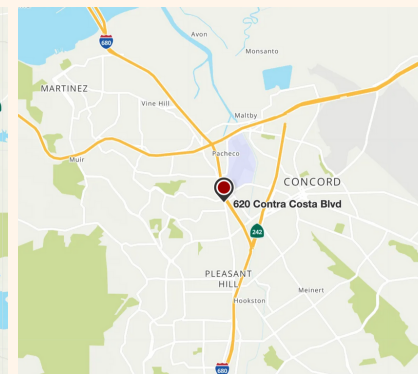 680
Avon
Monsanto
MARTINEZ
Vine Hill
Maltby
Muir
Pacheco
CONCORD
620 Contra Costa Blvd
242
PLEASANT
HILL
Meinert
Hookston
680